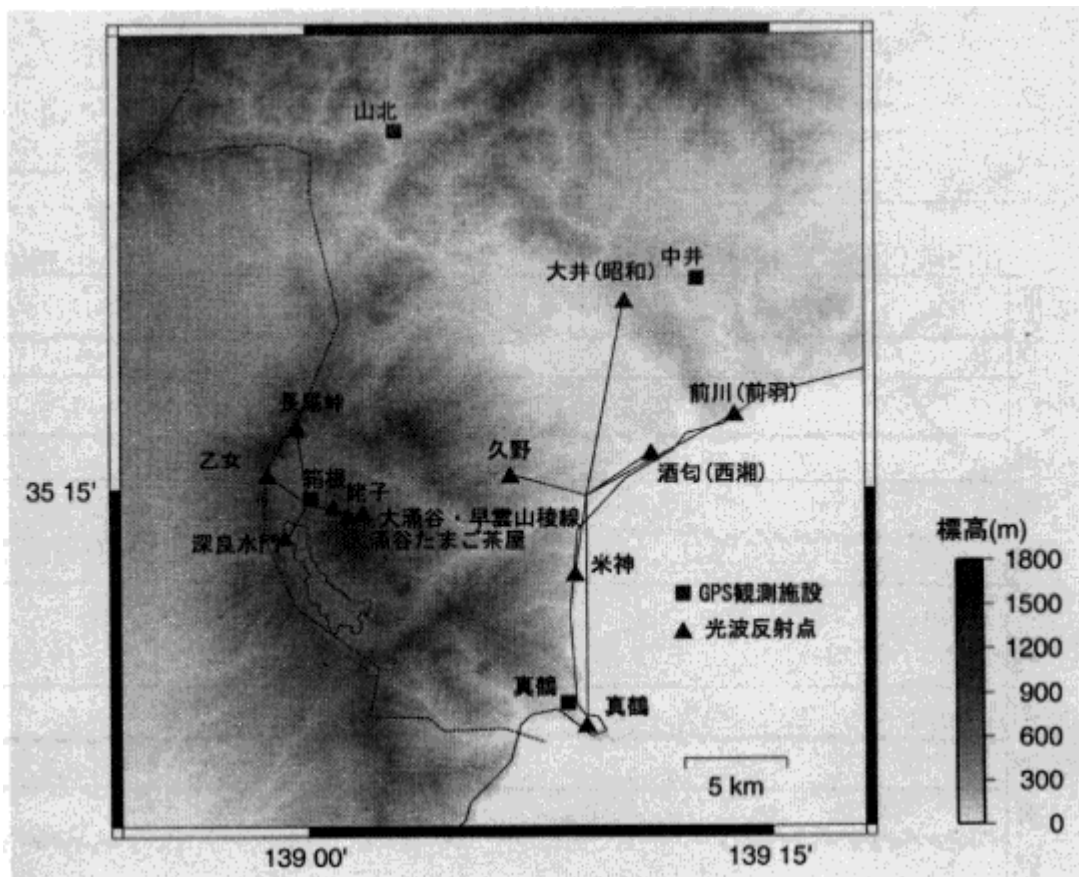 山北
中井
大井(昭和)
前川(前羽)
長尾峠
久野
乙女
酒匂(西湘)
35 15'
箱根
姥子
大涌谷・早雲山稜線
涌谷たまご茶屋
深良水門
標高(m)
米神
1800
GPS観測施設
1500
光波反射点
1200
900
真鶴
真鶴
600
300
5 km
0
139 00'
139 15'